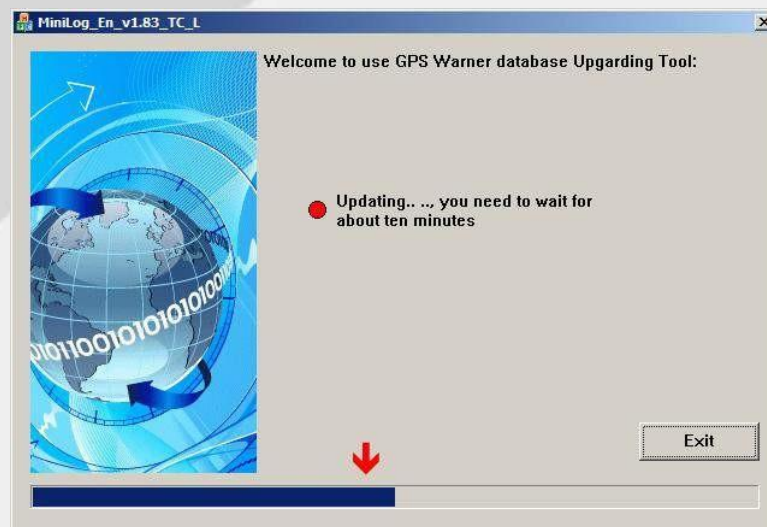 MiniLog_En_v1.83_TC_L
Welcome to use GPS Warner database Upgarding Tool:
Updating.. .., you need to wait for
about ten minutes
01011001010101010011
Exit